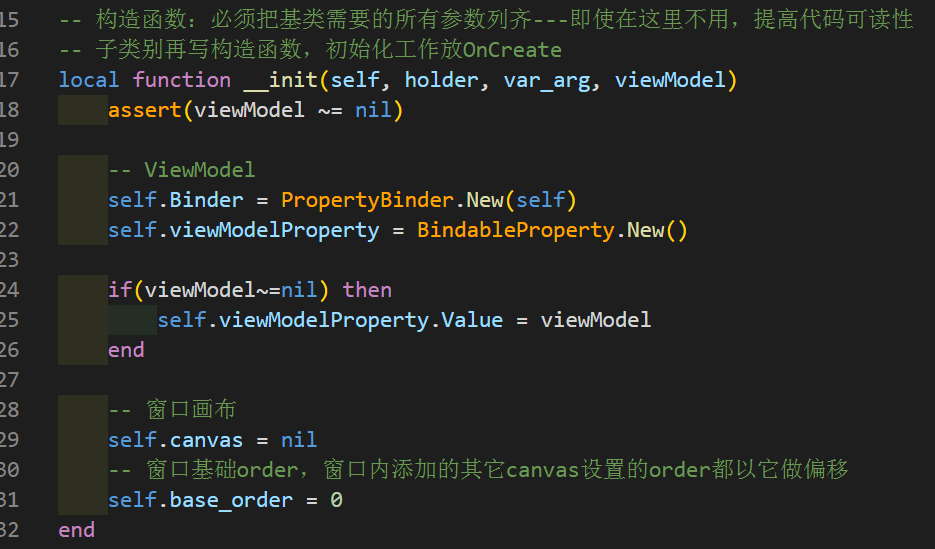 15 -- 构造函数：必须把基类需要的所有参数列齐---即使在这里不用，提高代码可读性
16 -- 子类别再写构造函数，初始化工作放OnCreate
17 local function __init(self, holder, var_arg, viewModel)
18 assert(viewModel ~= nil)
19
20 -- ViewModel
21 self.Binder = PropertyBinder.New(self)
22 self.viewModelProperty = BindableProperty.New()
23
24 if(viewModel~=nil) then
25 self.viewModelProperty.Value = viewModel
26 end
27
28 -- 窗口画布
29 self.canvas = nil
30 -- 窗口基础order，窗口内添加的其它canvas设置的order都以它做偏移
31 self.base_order = 0
32 end